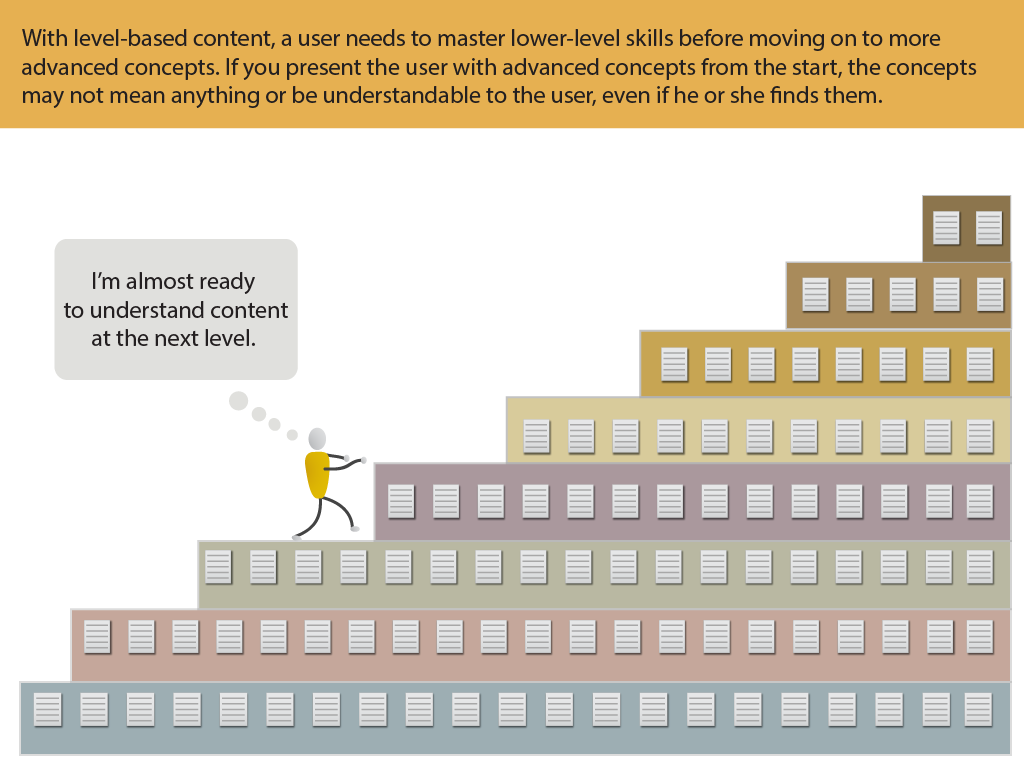 With level-based content, a user needs to master lower-level skills before moving on to more
advanced concepts. If you present the user with advanced concepts from the start, the concepts
may not mean anything or be understandable to the user, even if he or she finds them.
I'm almost ready
to understand content
at the next level.